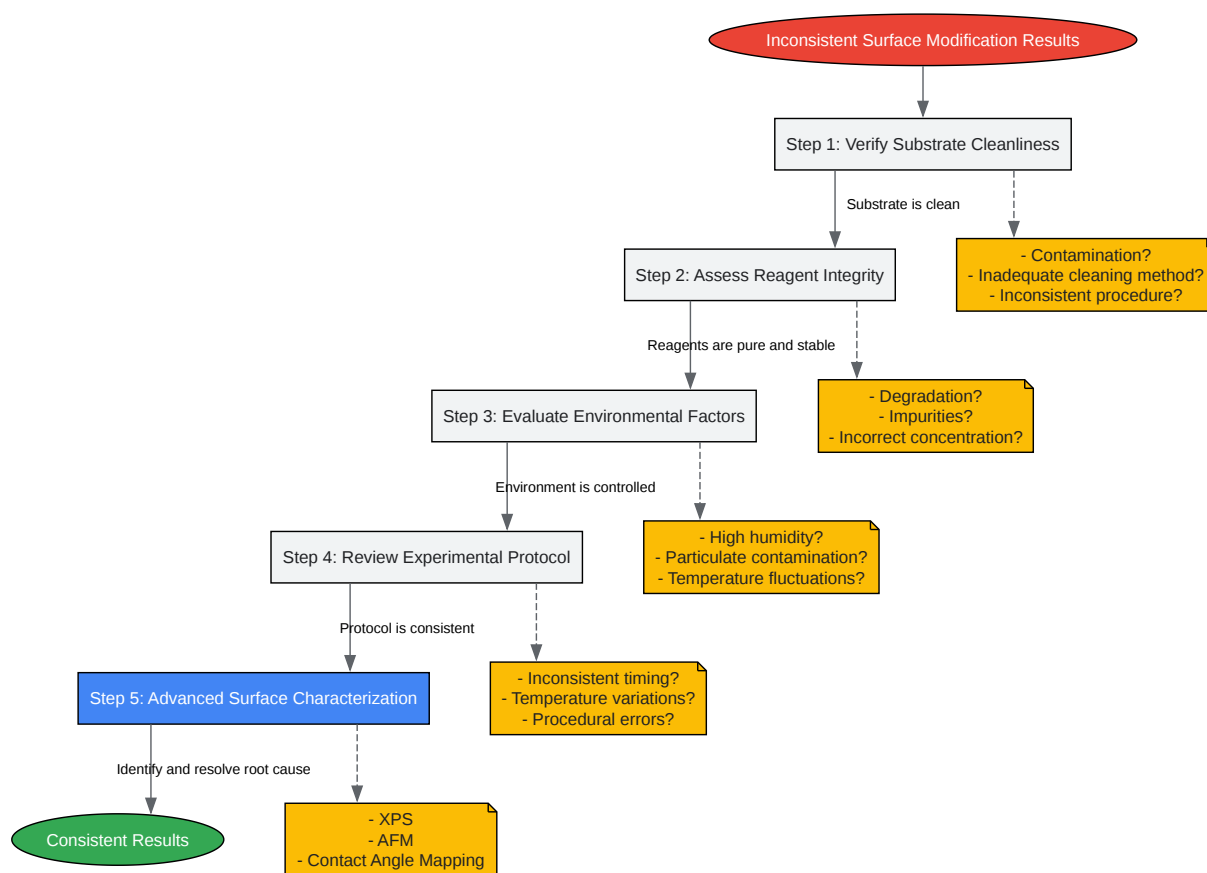 Inconsistent Surface Modification Results
Step 1: Verify Substrate Cleanliness
Substrate is clean
- Contamination?
- Inadequate cleaning method?
- Inconsistent procedure?
Step 2: Assess Reagent Integrity
Reagents are pure and stable
- Degradation?
- Impurities?
- Incorrect concentration?
Step 3: Evaluate Environmental Factors
Environment is controlled
- High humidity?
- Particulate contamination?
- Temperature fluctuations?
Step 4: Review Experimental Protocol
Protocol is consistent
- Inconsistent timing?
- Temperature variations?
- Procedural errors?
Step 5: Advanced Surface Characterization
Identify and resolve root cause
- XPS
- AFM
- Contact Angle Mapping
Consistent Results